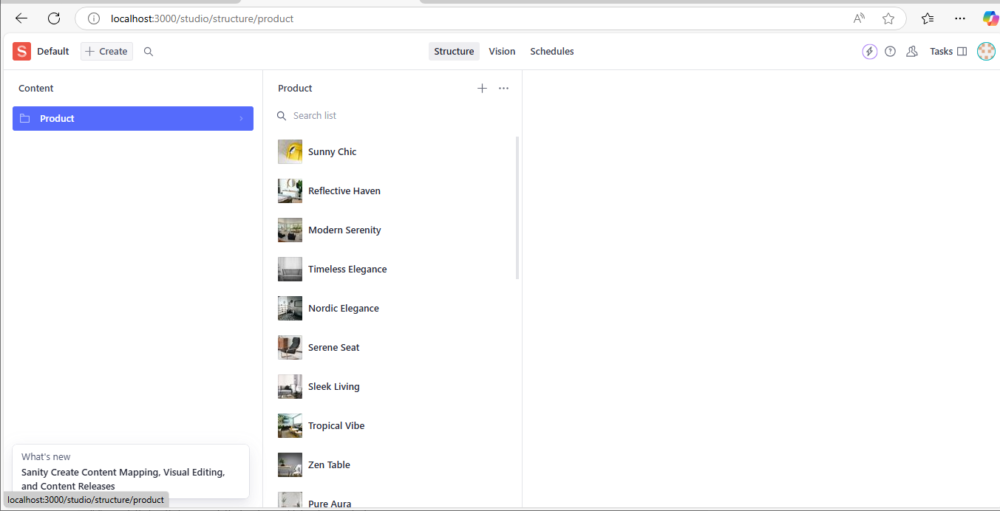 localhost:3000/studio/structure/product
S Default + Create Structure Vision Schedules Tasks
Content
Product
Product
Search list
Sunny Chic
Reflective Haven
Modern Serenity
Timeless Elegance
Nordic Elegance
Serene Seat
Sleek Living
Tropical Vibe
Zen Table
Pure Aura
What's new
Sanity Create Content Mapping, Visual Editing,
and Content Releases
localhost:3000/studio/structure/product